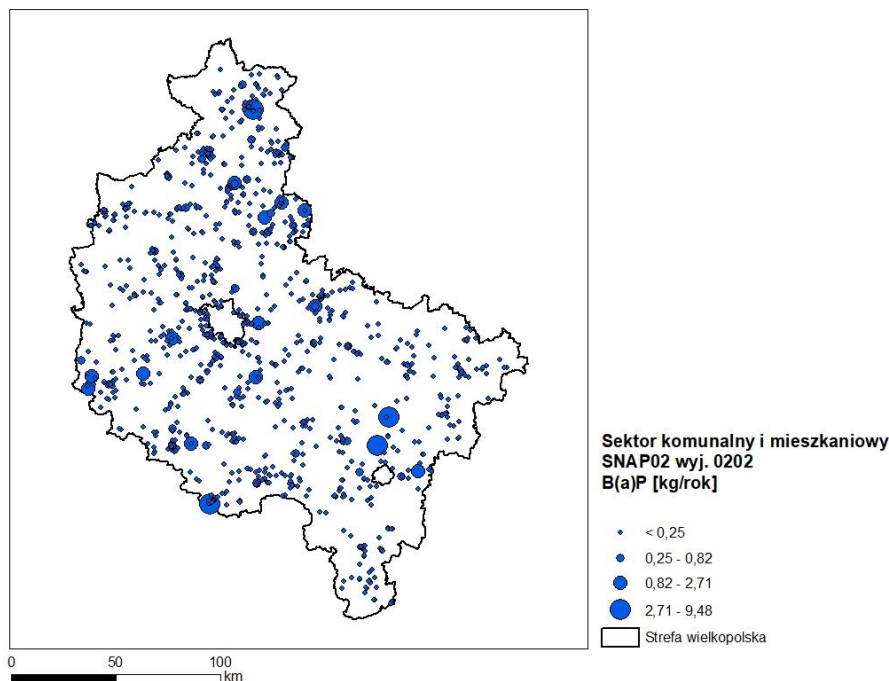 Sektor komunalny i mieszkaniowy
SNAP02 wyj. 0202
B(a)P [kg/rok]
< 0,25
0,25 - 0,82
0,82 - 2,71
2,71 - 9,48
Strefa wielkopolska
0 50 100
km